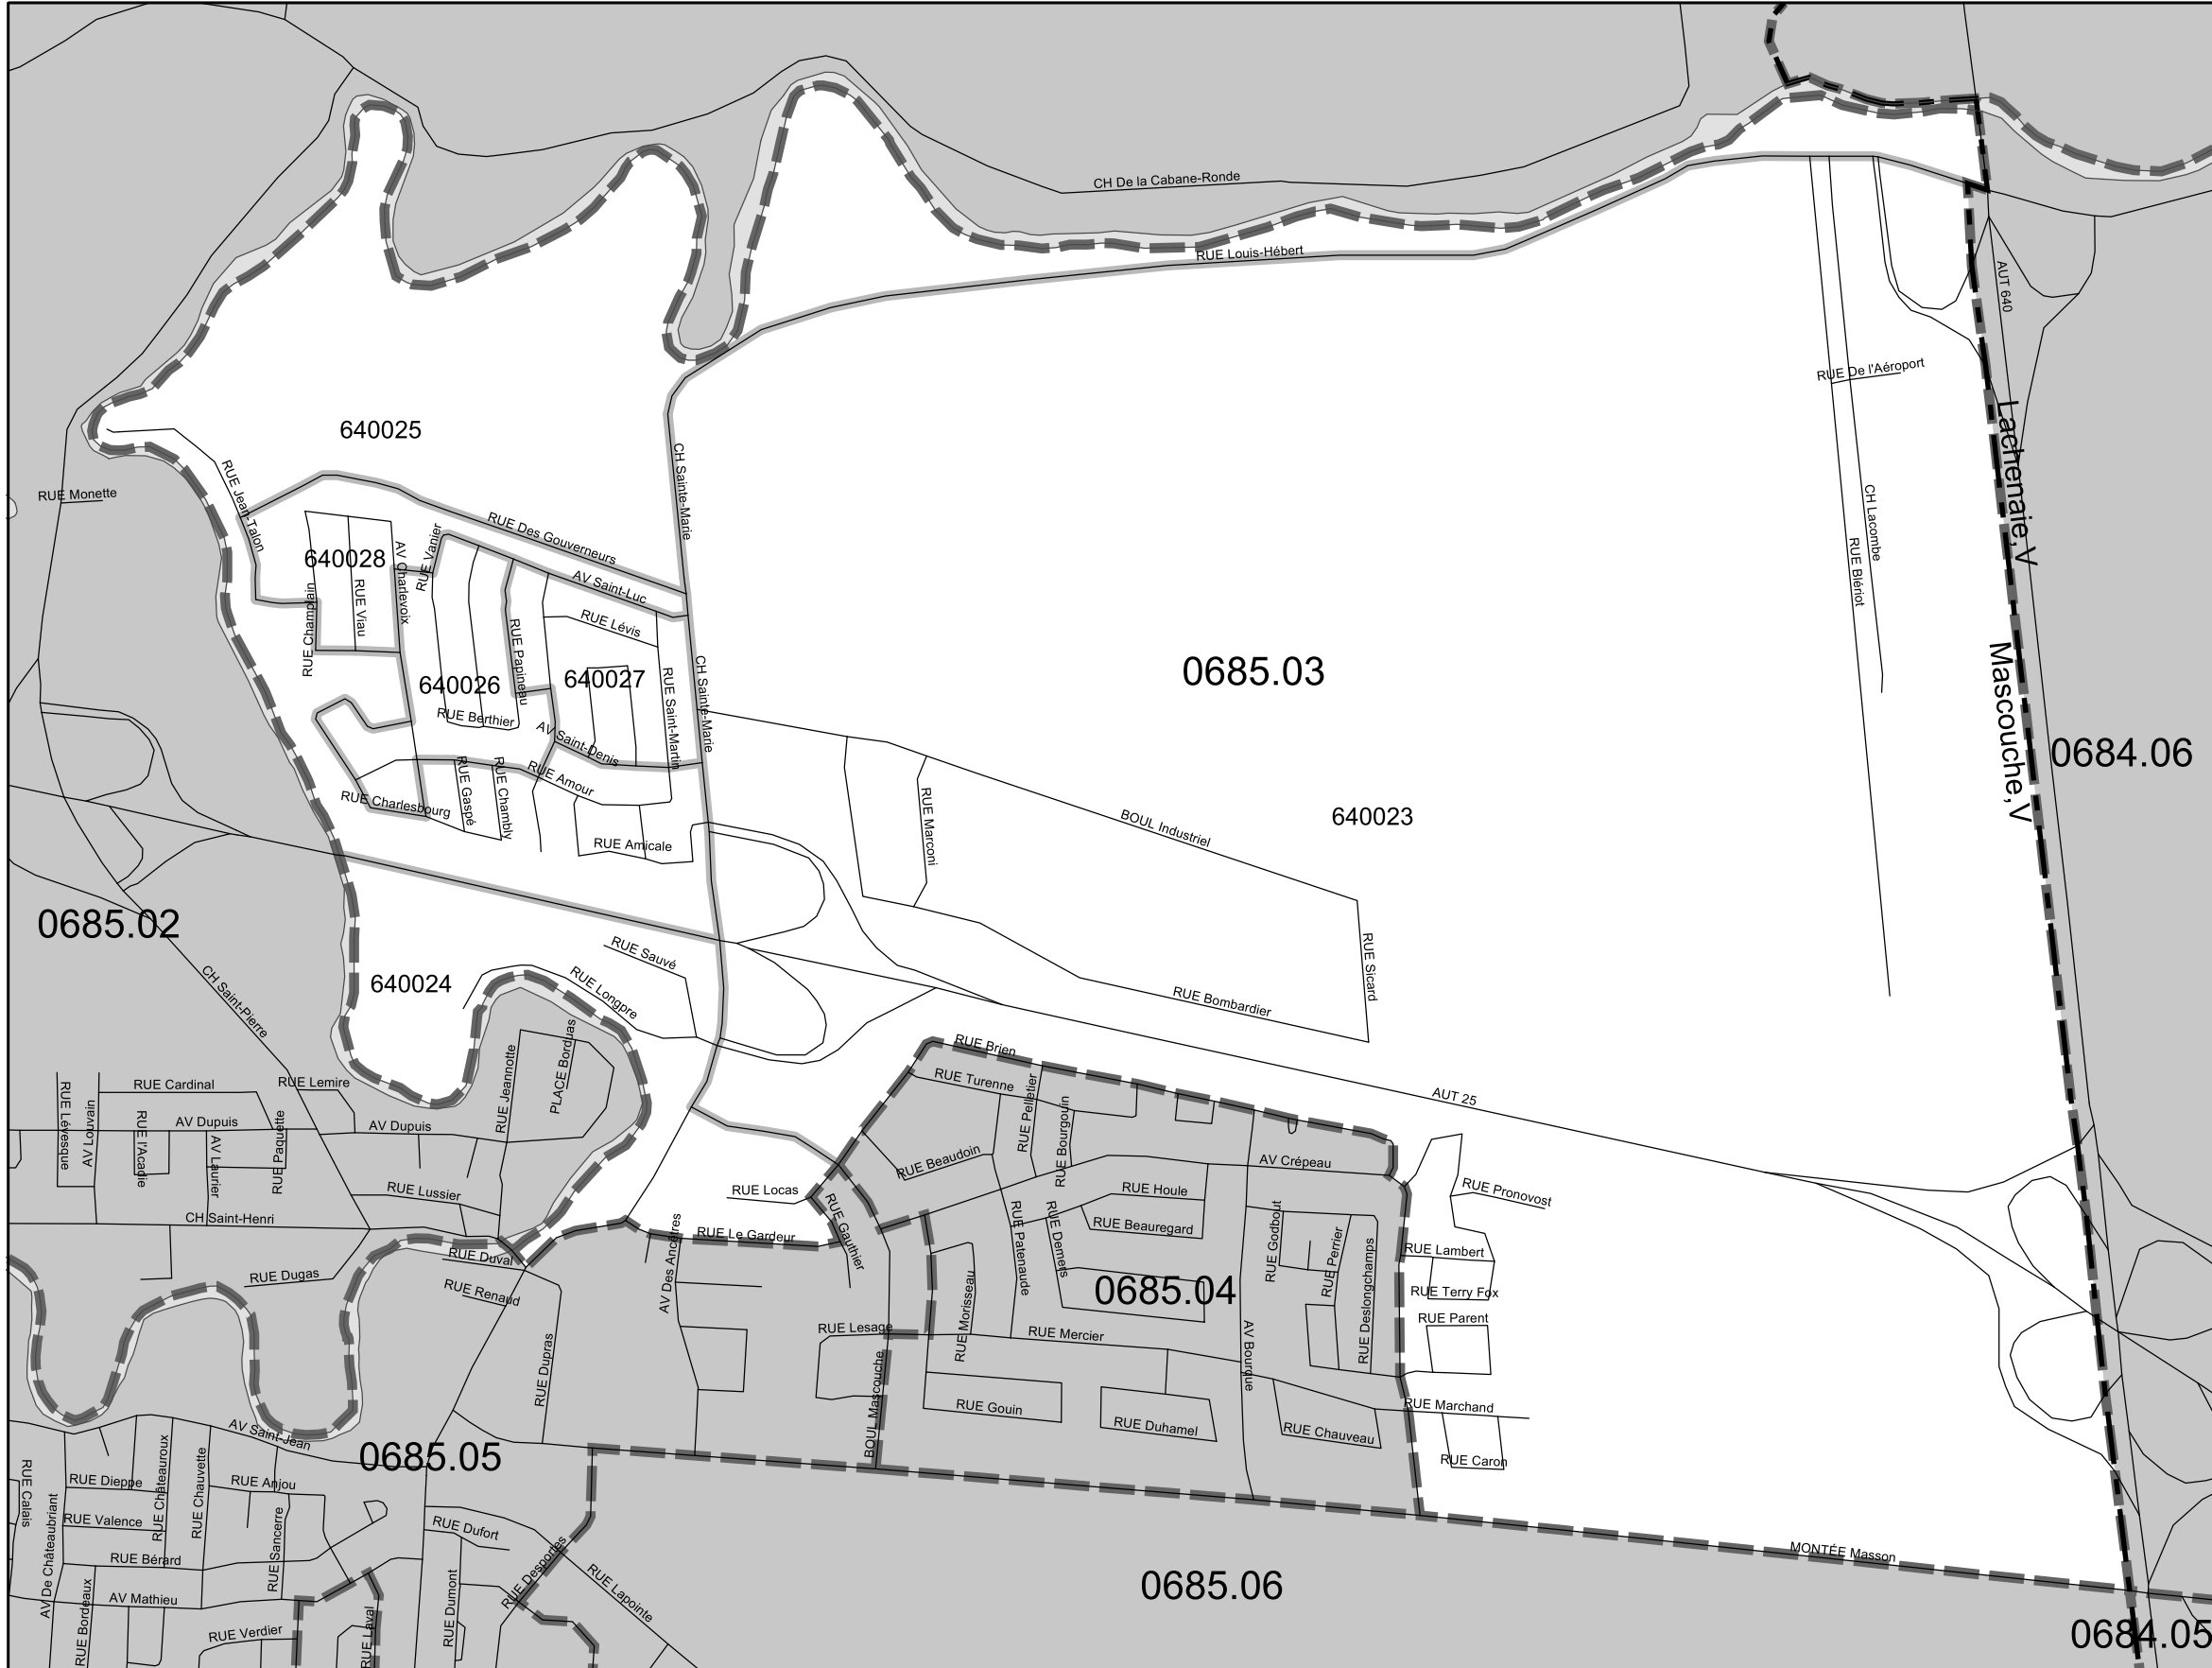 CH De la Cabane-Ronde
RUE Louis-Hébert
AUT 640
RUE De l'Aéroport
640025
Lachenaie,V
RUE Monette
RUE Jean-Talon
CH Sainte-Marie
RUE Des Gouverneurs
CH Lacombe
640028
RUE Vanier
AV Charlevoix
AV Saint-Luc
RUE Blériot
RUE Champlain
RUE Viau
RUE Lévis
RUE Papineau
0685.03
640026
640027
RUE Saint-Martin
CH Sainte-Marie
Mascouche,V
RUE Berthier
AV Saint-Denis
0684.06
RUE Amour
RUE Gaspé
RUE Chambly
RUE Charlesbourg
RUE Marconi
BOUL Industriel
640023
RUE Amicale
0685.02
RUE Sauvé
RUE Longpre
640024
RUE Sicard
CH Saint-Pierre
RUE Bombardier
RUE Brien
PLACE Borduas
RUE Jeannotte
RUE Turenne
RUE Pelletier
AUT 25
RUE Cardinal
RUE Lemire
RUE Lévesque
AV Louvain
RUE l'Acadie
AV Dupuis
AV Laurier
RUE Paquette
AV Dupuis
RUE Bourgouin
RUE Beaudoin
AV Crépeau
RUE Lussier
RUE Locas
RUE Houle
RUE Pronovost
CH Saint-Henri
RUE Le Gardeur
RUE Gauthier
RUE Patenaude
RUE Demers
RUE Beauregard
RUE Godbout
RUE Perrier
RUE Deslongchamps
RUE Lambert
RUE Duval
RUE Dugas
RUE Renaud
AV Des Ancêtres
0685.04
RUE Terry Fox
RUE Parent
RUE Lesage
RUE Morisseau
RUE Mercier
AV Bourque
RUE Dupras
BOUL Mascouche
RUE Gouin
RUE Duhamel
RUE Chauveau
RUE Marchand
AV Saint-Jean
0685.05
RUE Caron
RUE Calais
RUE Dieppe
RUE Châteauroux
RUE Chauvette
RUE Anjou
AV De Châteaubriant
RUE Valence
RUE Sancerre
RUE Dufort
RUE Bérard
RUE Desportes
MONTÉE Masson
RUE Bordeaux
AV Mathieu
RUE Dumont
RUE Lapointe
0685.06
RUE Verdier
RUE Laval
0684.05